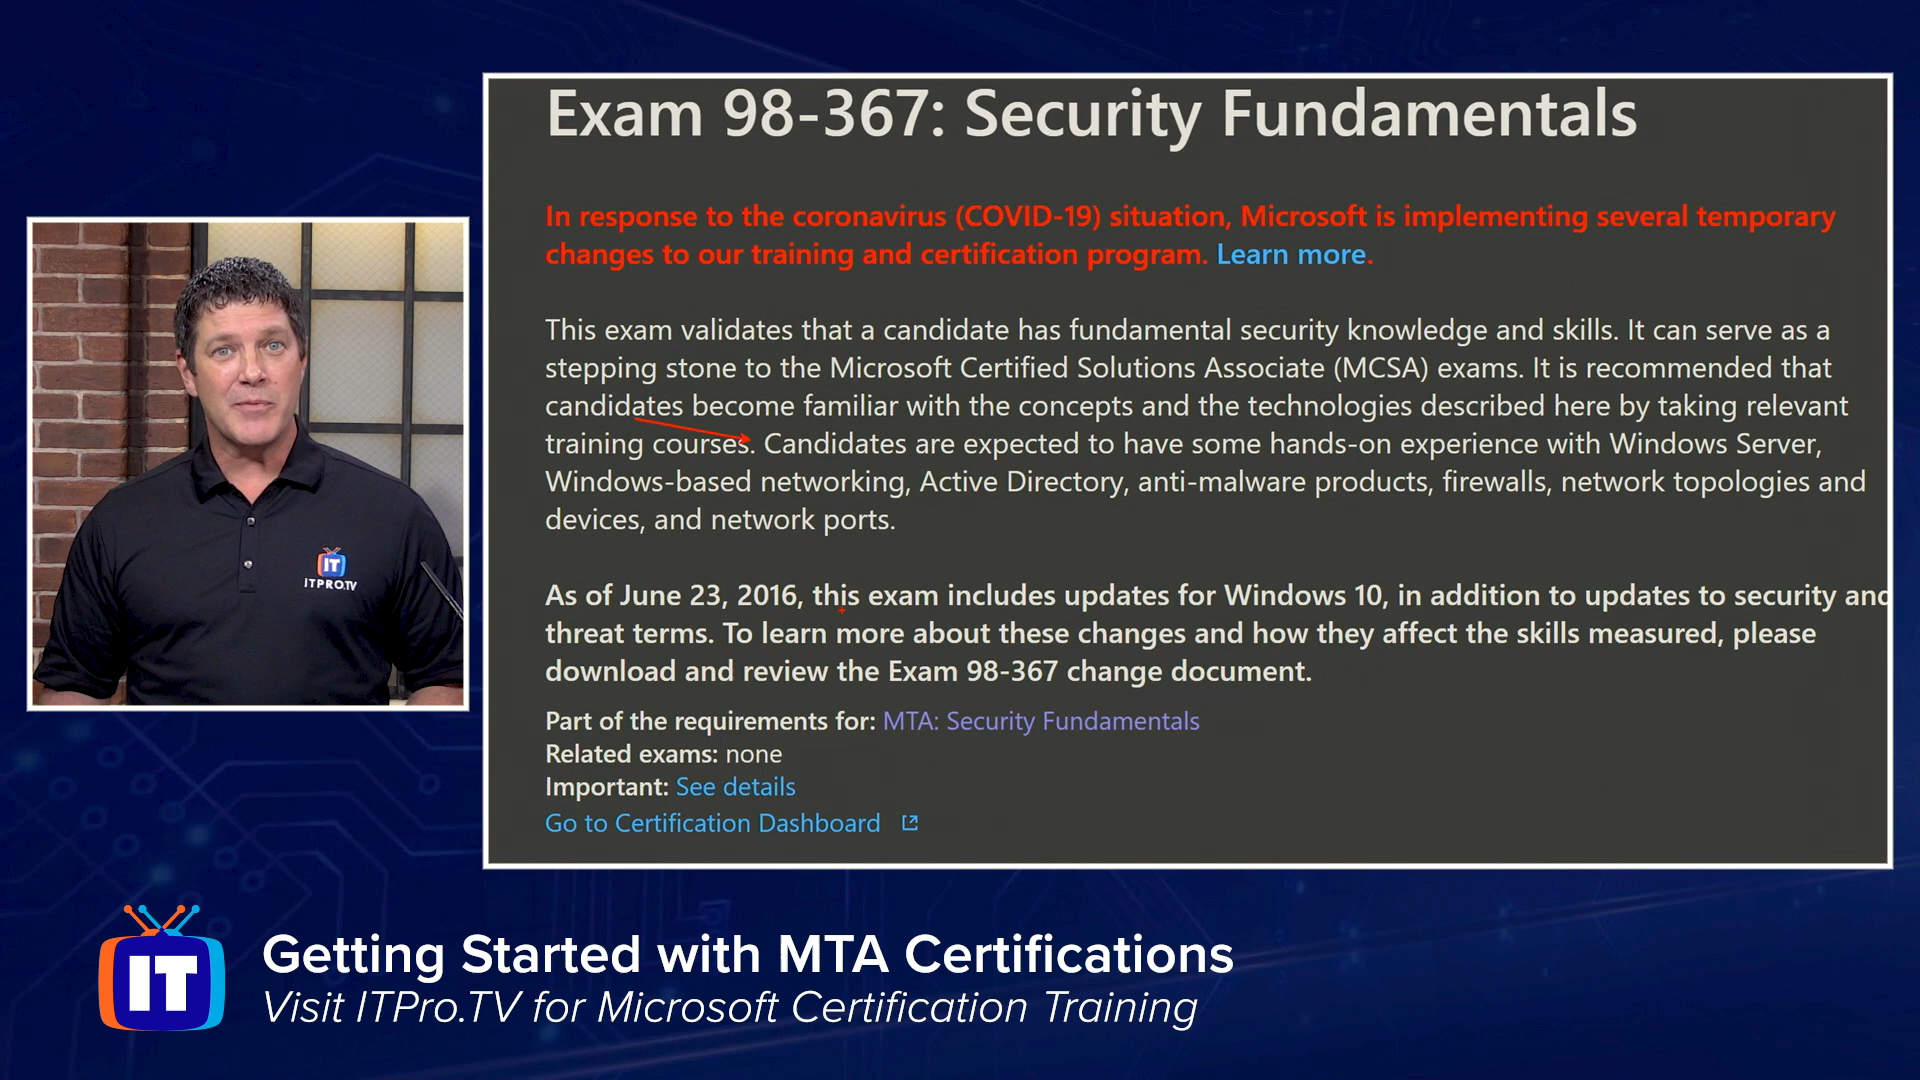 Exam 98-367: Security Fundamentals
In response to the coronavirus (COVID-19) situation, Microsoft is implementing several temporary
changes to our training and certification program. Learn more.
This exam validates that a candidate has fundamental security knowledge and skills. It can serve as a
stepping stone to the Microsoft Certified Solutions Associate (MCSA) exams. It is recommended that
candidates become familiar with the concepts and the technologies described here by taking relevant
training courses. Candidates are expected to have some hands-on experience with Windows Server,
Windows-based networking, Active Directory, anti-malware products, firewalls, network topologies and
devices, and network ports.
As of June 23, 2016, this exam includes updates for Windows 10, in addition to updates to security and
threat terms. To learn more about these changes and how they affect the skills measured, please
download and review the Exam 98-367 change document.
Part of the requirements for: MTA: Security Fundamentals
Related exams: none
Important: See details
Go to Certification Dashboard
IT
ITPRO.TV
IT
Getting Started with MTA Certifications
Visit ITPro.TV for Microsoft Certification Training